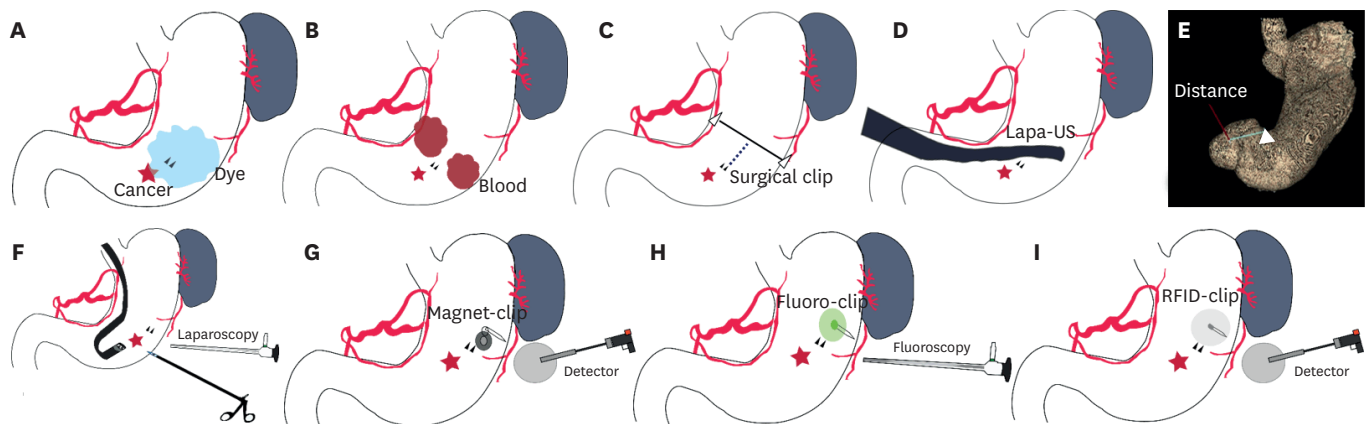 A
Cancer
Dye
B
Blood
C
Surgical clip
D
Lapa-US
E
Distance
F
Laparoscopy
G
Magnet-clip
Detector
H
Fluoro-clip
Fluoroscopy
I
RFID-clip
Detector